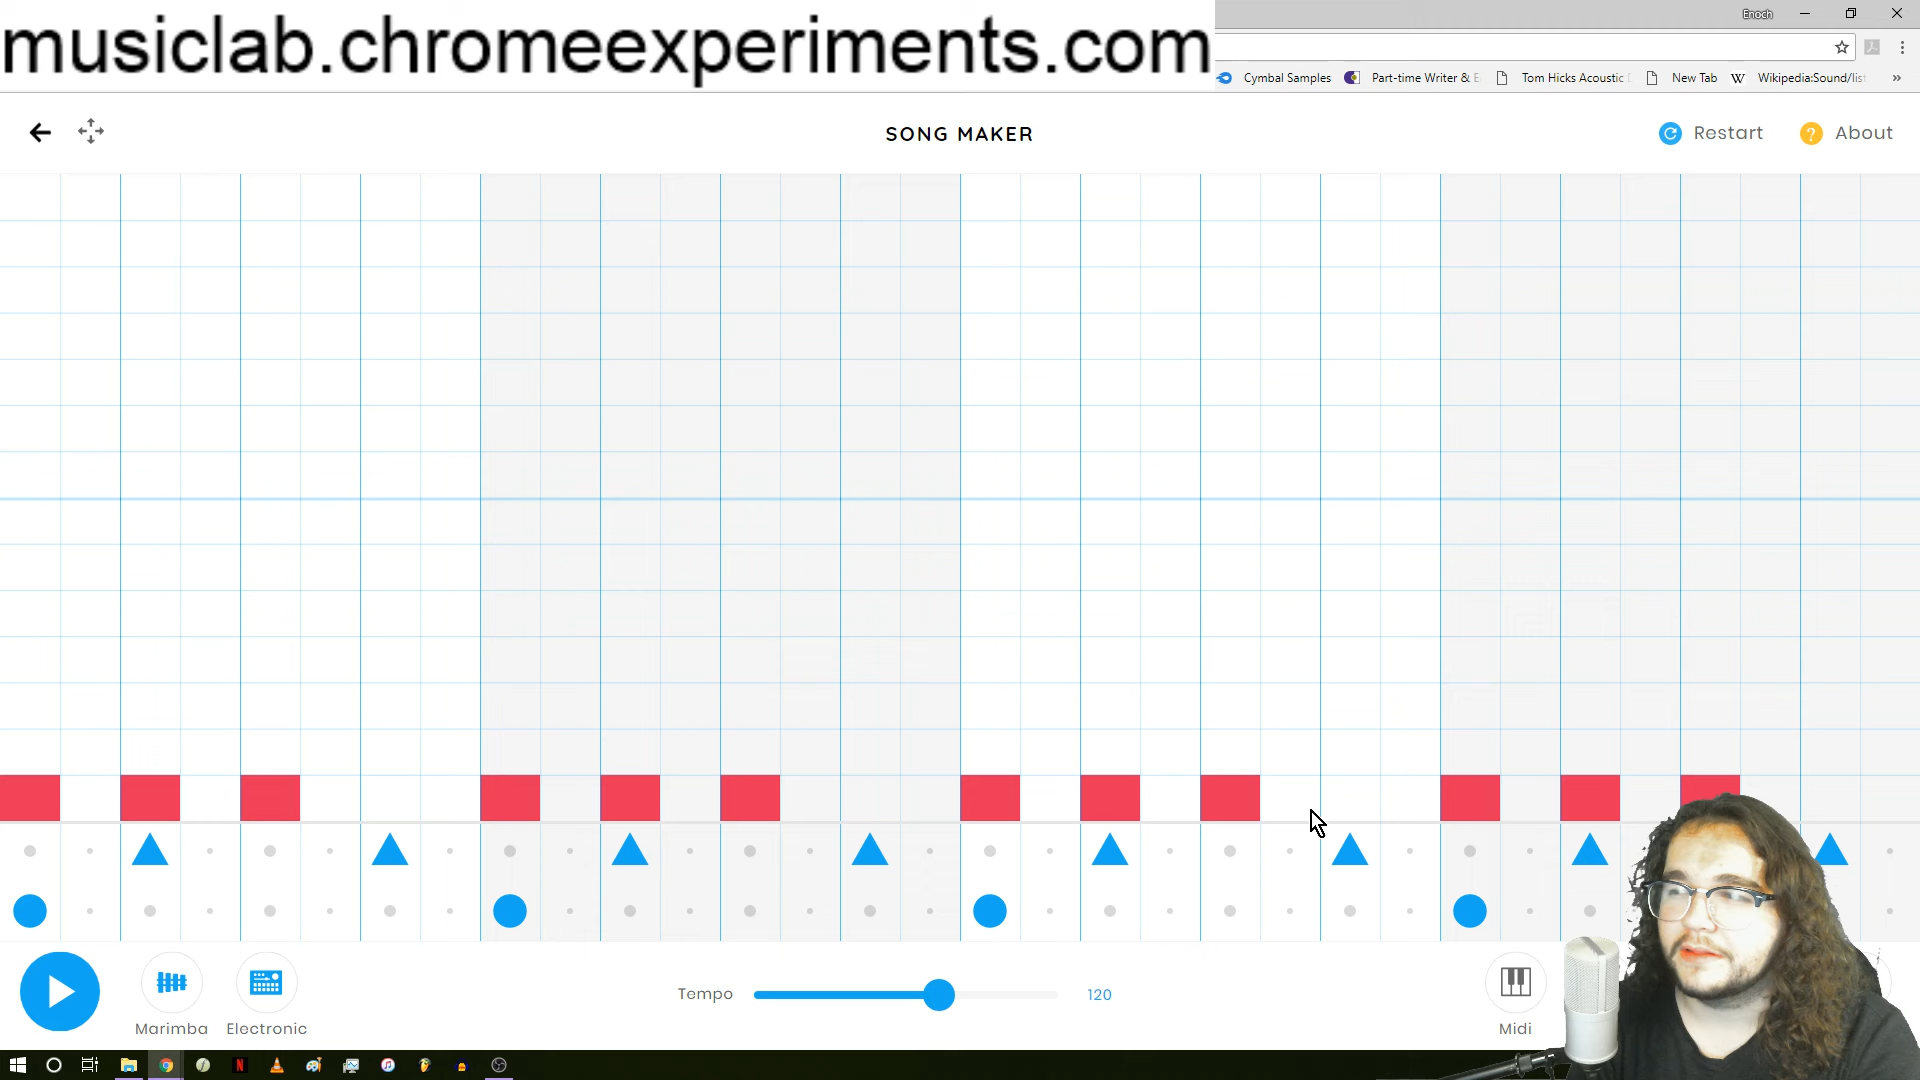 musiclab.chromeexperiments.com
Enoch
Cymbal Samples
Part-time Writer & E
Tom Hicks Acoustic
New Tab
W
Wikipedia:Sound/list
»
SONG MAKER
Restart
? About
Tempo
120
Marimba
Electronic
Midi